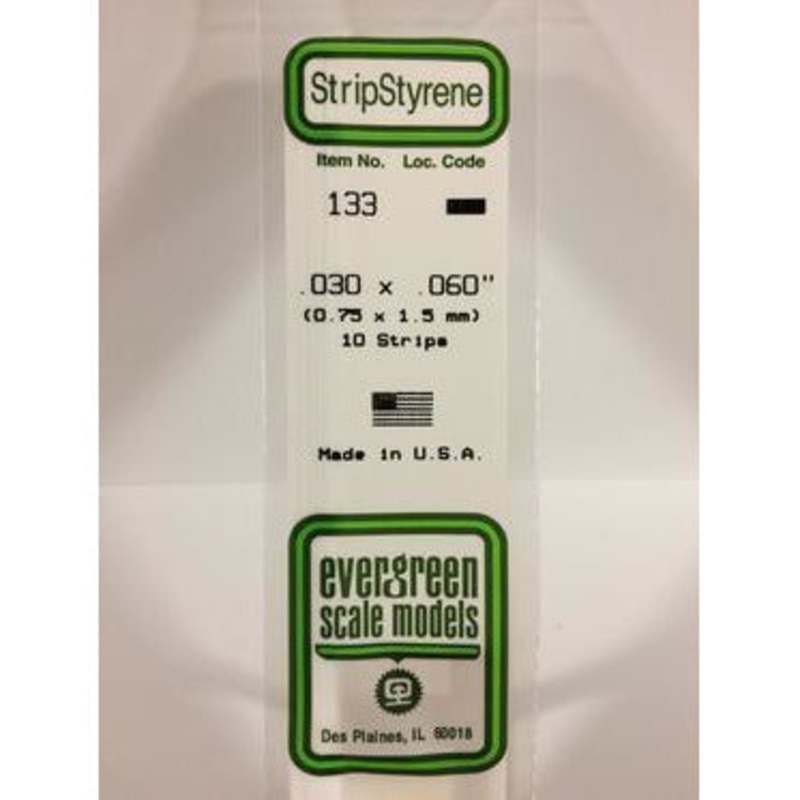 StripStyrene
Item No. Loc. Code
133
.030 x .060"
(0.75 x 1.5 mm)
10 Strips
Made in U.S.A.
evergreen
scale models
Des Plaines, IL 60018